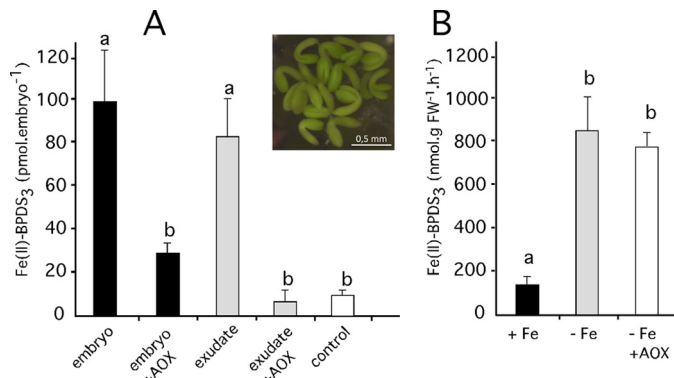 A
Fe(II)-BPDS3 (pmol.embryo-1)
120
100
80
60
40
20
0
a
b
a
b
b
0,5 mm
embryo
embryo
+AOX
exudate
exudate
+AOX
control
B
Fe(II)-BPDS3 (nmol.g FW-1.h-1)
1200
1000
800
600
400
200
0
a
b
b
+ Fe
- Fe
- Fe
+AOX